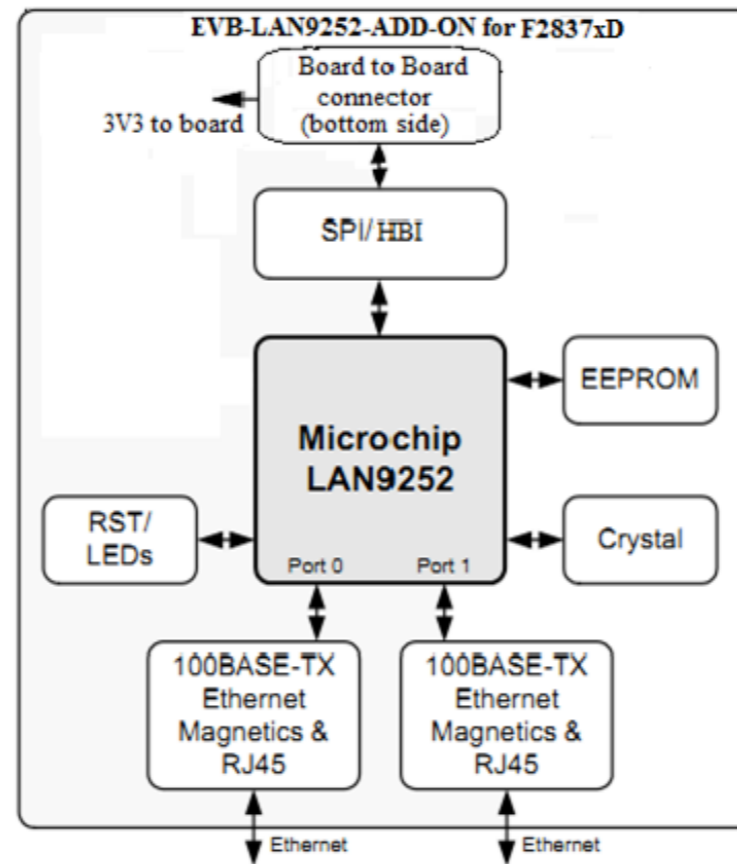 EVB-LAN9252-ADD-ON for F2837xD
Board to Board
connector
(bottom side)
3V3 to board
SPI/HBI
Microchip
LAN9252
EEPROM
RST/
LEDs
Crystal
Port 0
Port 1
100BASE-TX
Ethernet
Magnetics &
RJ45
100BASE-TX
Ethernet
Magnetics &
RJ45
Ethernet
Ethernet